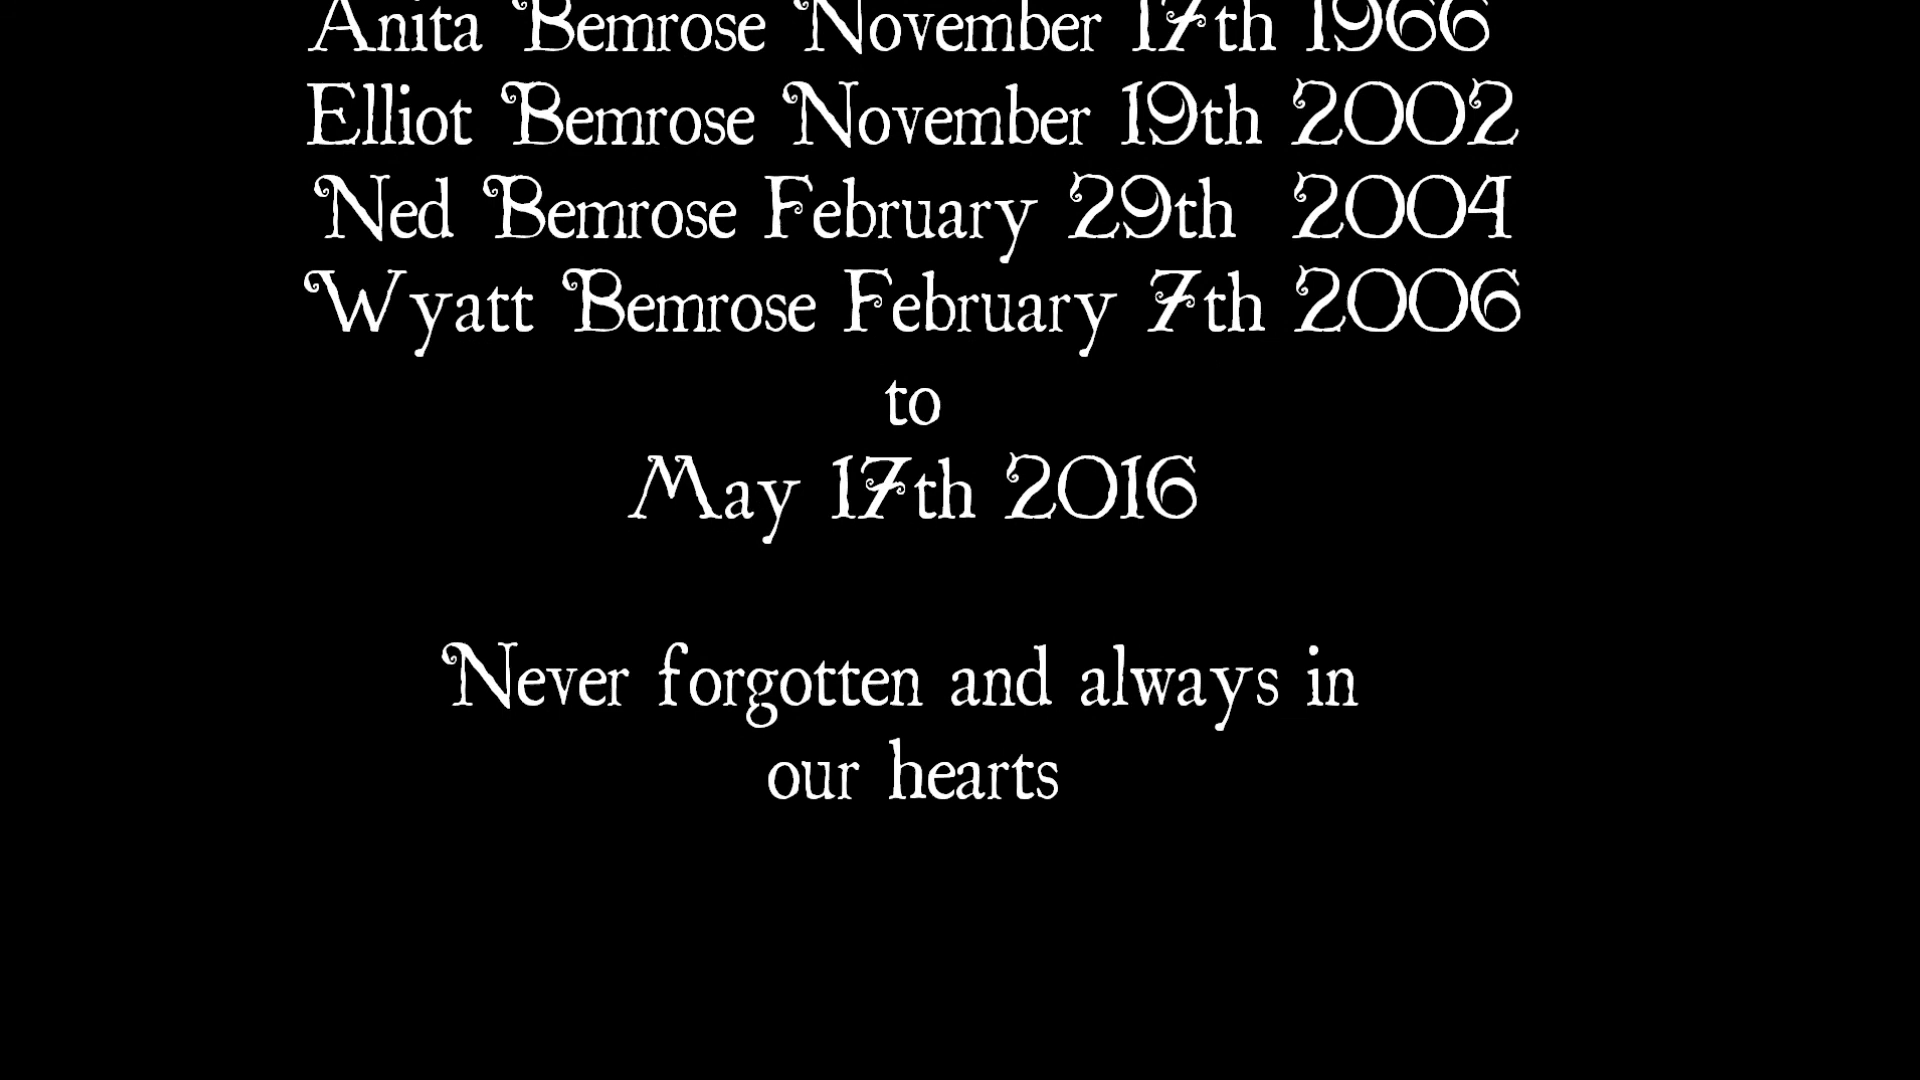 Anita Bemrose November 17th 1966
Elliot Bemrose November 19th 2002
Ned Bemrose February 29th 2004
Wyatt Bemrose February 7th 2006
to
May 17th 2016
Never forgotten and always in
our hearts